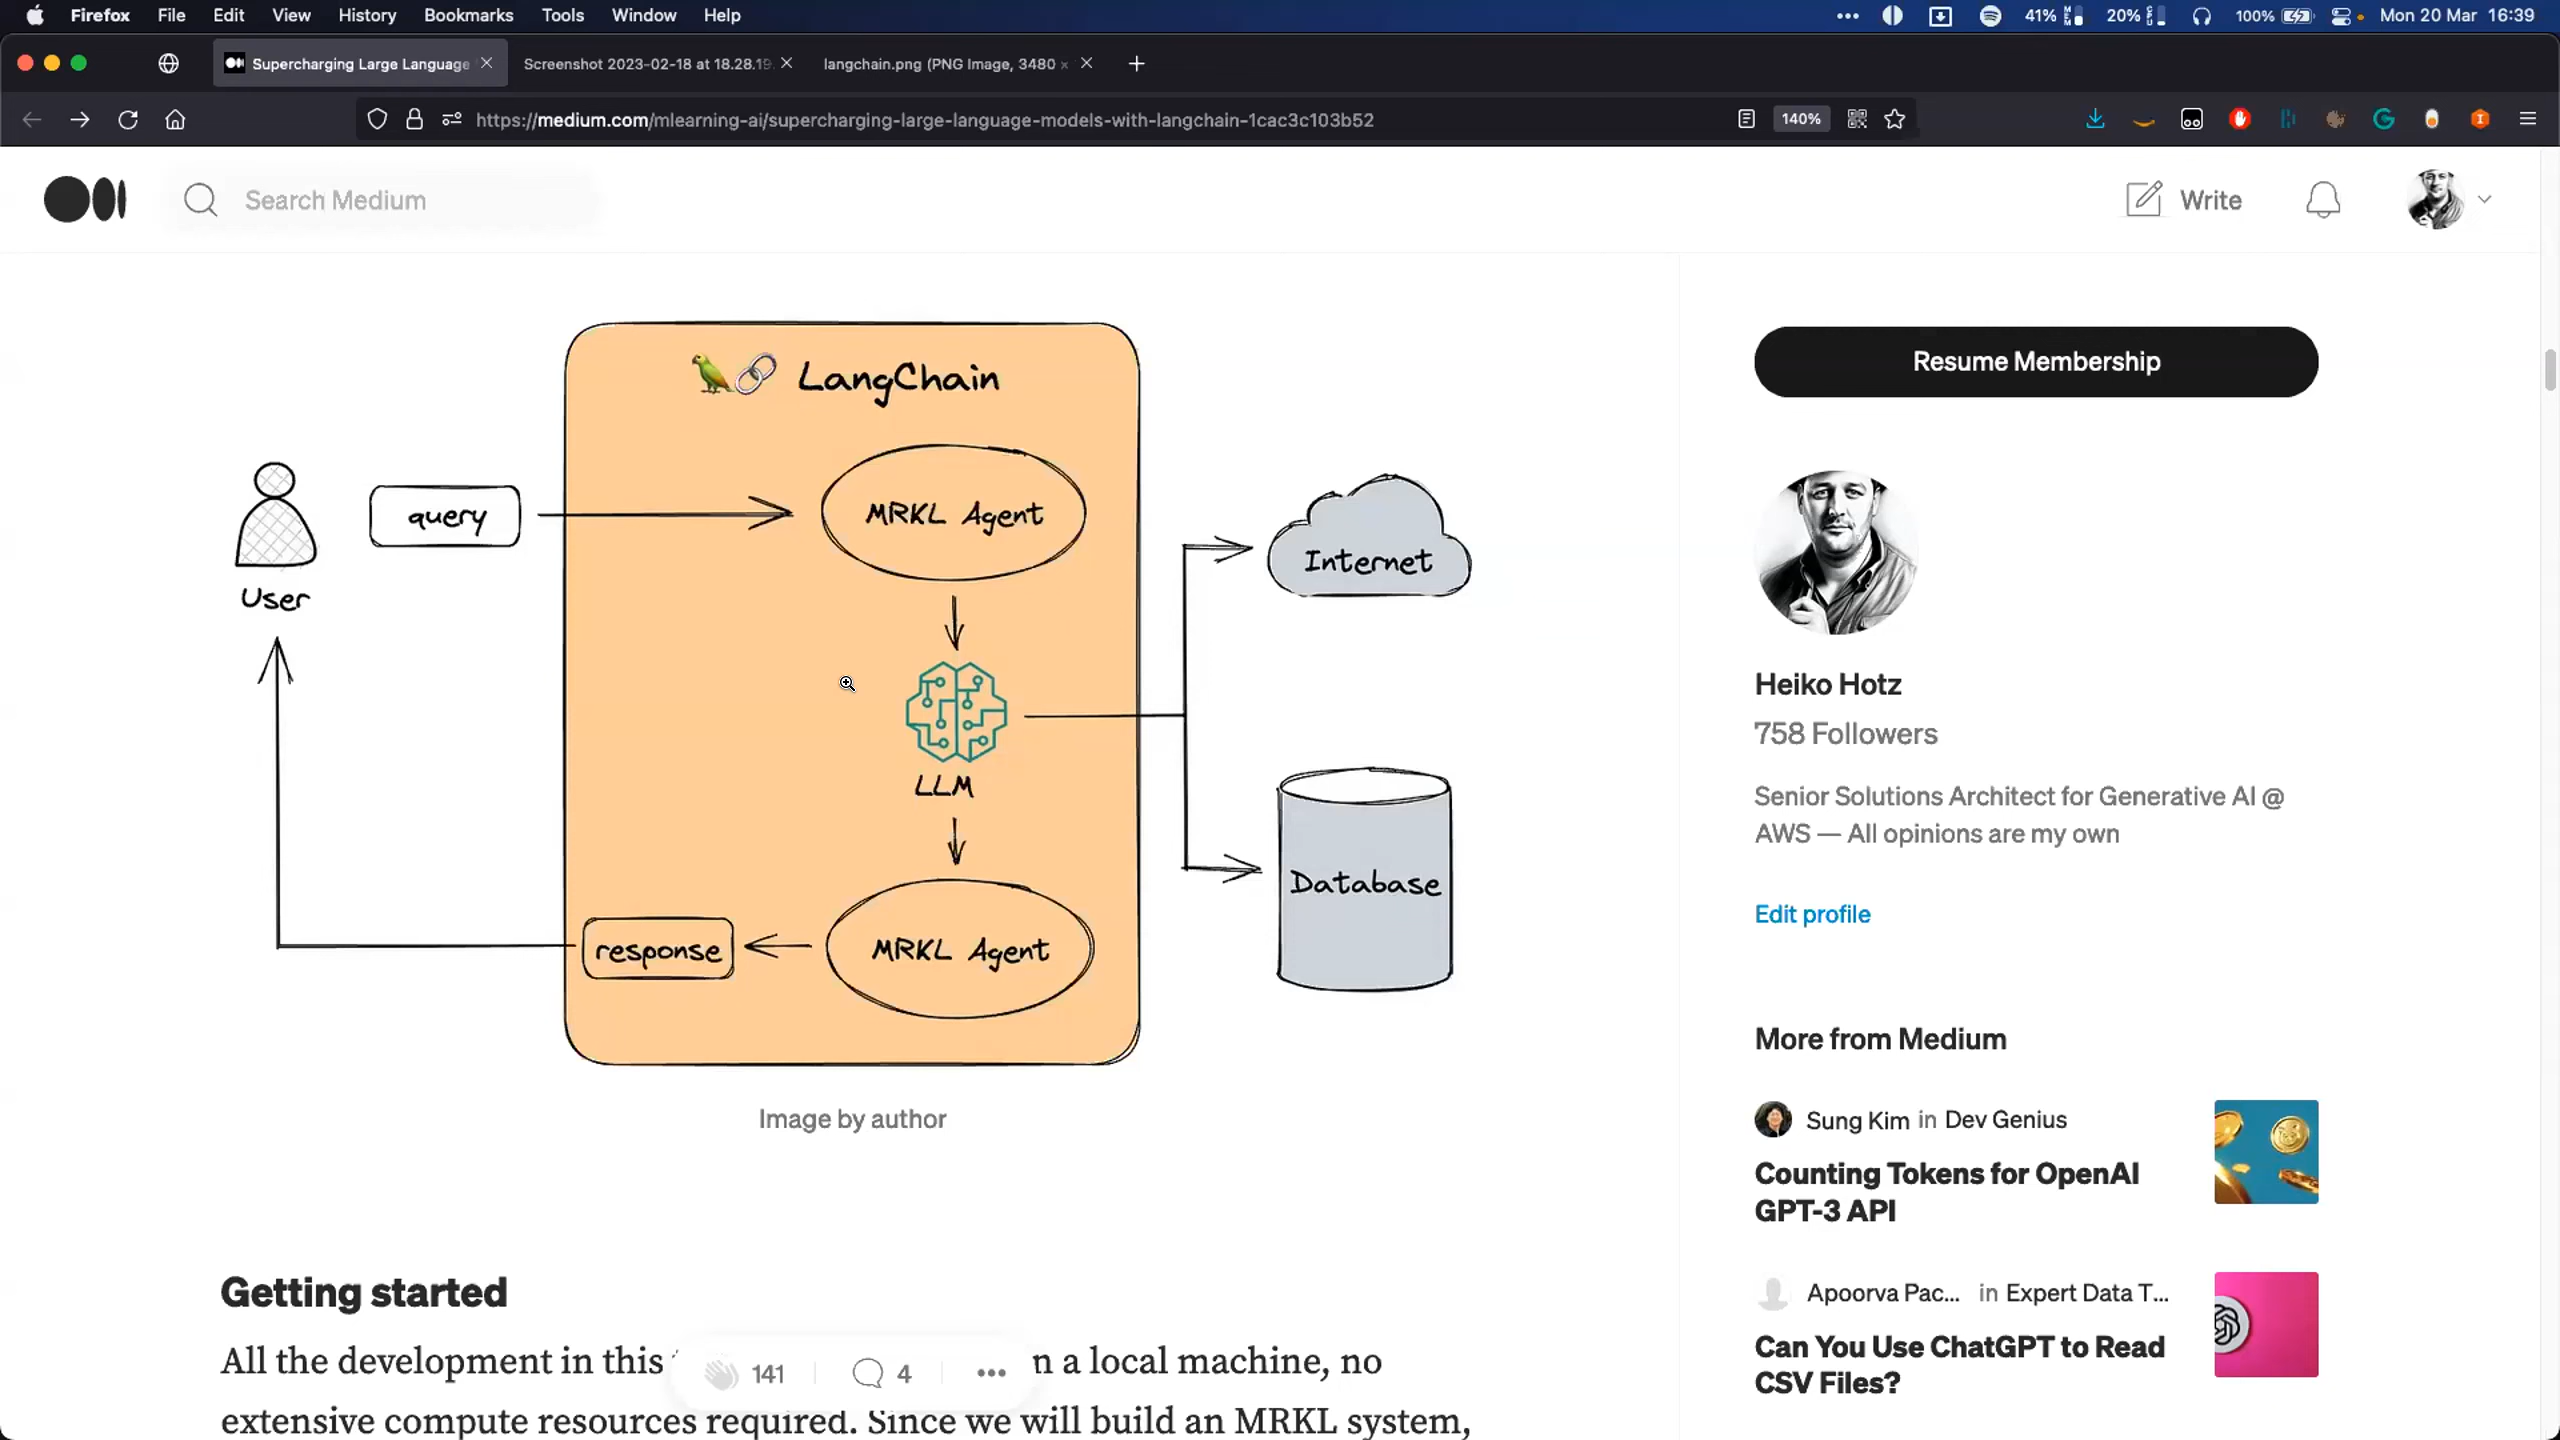 Firefox File Edit View History Bookmarks Tools Window Help 41% 20% 100% Mon 20 Mar 16:39
Supercharging Large Language Screenshot 2023-02-18 at 18.28.19. langchain.png (PNG Image, 3480 ×
https://medium.com/mlearning-ai/supercharging-large-language-models-with-langchain-1cac3c103b52 140%
Search Medium Write
LangChain
MRKL Agent
query
User
Internet
LLM
Database
MRKL Agent
response
Image by author
Getting started
All the development in this n a local machine, no
extensive compute resources required. Since we will build an MRKL system,
141 4
Resume Membership
Heiko Hotz
758 Followers
Senior Solutions Architect for Generative AI @
AWS — All opinions are my own
Edit profile
More from Medium
Sung Kim in Dev Genius
Counting Tokens for OpenAI
GPT-3 API
Apoorva Pac... in Expert Data T...
Can You Use ChatGPT to Read
CSV Files?